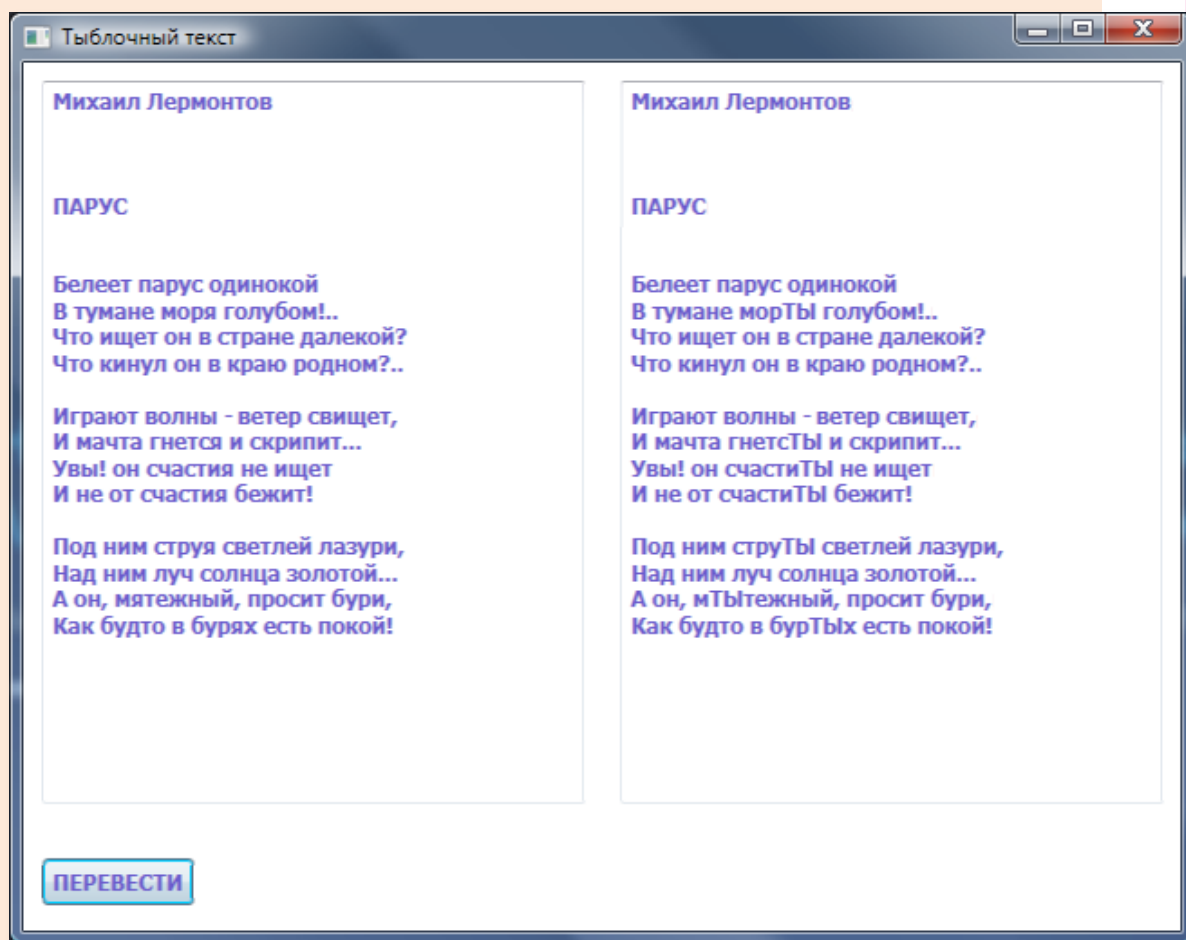 Тыблочный текст
Михаил Лермонтов
ПАРУС
Белеет парус одинокой
В тумане моря голубом!..
Что ищет он в стране далекой?
Что кинул он в краю родном?..
Играют волны - ветер свищет,
И мачта гнется и скрипит...
Увы! он счастия не ищет
И не от счастия бежит!
Под ним струя светлей лазури,
Над ним луч солнца золотой...
А он, мятежный, просит бури,
Как будто в бурях есть покой!
Михаил Лермонтов
ПАРУС
Белеет парус одинокой
В тумане морТЫ голубом!..
Что ищет он в стране далекой?
Что кинул он в краю родном?..
Играют волны - ветер свищет,
И мачта гнетсТЫ и скрипит...
Увы! он счастиТЫ не ищет
И не от счастиТЫ бежит!
Под ним струТЫ светлей лазури,
Над ним луч солнца золотой...
А он, мТЫтежный, просит бури,
Как будто в бурТЫх есть покой!
ПЕРЕВЕСТИ